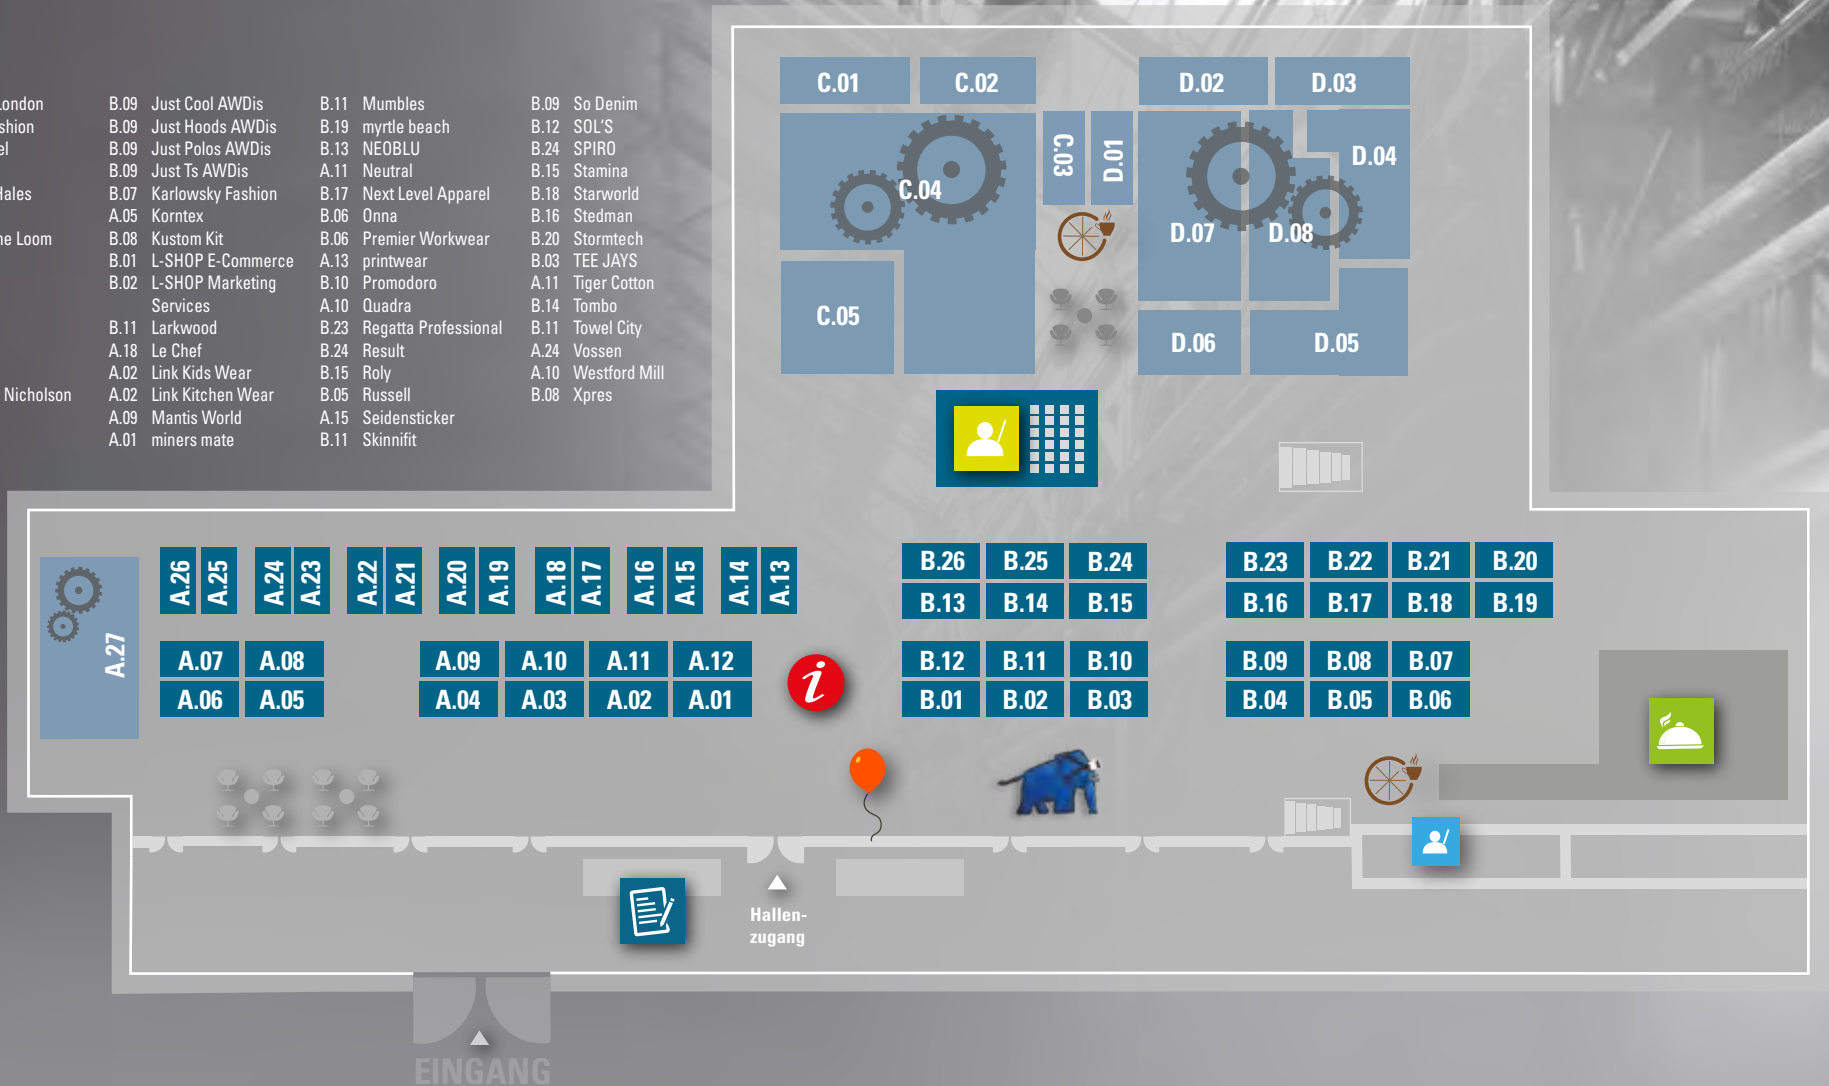 London
shion
el
Hales
he Loom
Nicholson
B.09 Just Cool AWDis
B.09 Just Hoods AWDis
B.09 Just Polos AWDis
B.09 Just Ts AWDis
B.07 Karlowsky Fashion
A.05 Korntex
B.08 Kustom Kit
B.01 L-SHOP E-Commerce
B.02 L-SHOP Marketing
Services
B.11 Larkwood
A.18 Le Chef
A.02 Link Kids Wear
A.02 Link Kitchen Wear
A.09 Mantis World
A.01 miners mate
B.11 Mumbles
B.19 myrtle beach
B.13 NEOBLU
A.11 Neutral
B.17 Next Level Apparel
B.06 Onna
B.06 Premier Workwear
A.13 printwear
B.10 Promodoro
A.10 Quadra
B.23 Regatta Professional
B.24 Result
B.15 Roly
B.05 Russell
A.15 Seidensticker
B.11 Skinnifit
B.09 So Denim
B.12 SOL'S
B.24 SPIRO
B.15 Stamina
B.18 Starworld
B.16 Stedman
B.20 Stormtech
B.03 TEE JAYS
A.11 Tiger Cotton
B.14 Tombo
B.11 Towel City
A.24 Vossen
A.10 Westford Mill
B.08 Xpres
C.01 C.02 D.02 D.03
C.03 D.01
C.04 D.04
D.07 D.08
C.05 D.06 D.05
A.26 A.25 A.24 A.23 A.22 A.21 A.20 A.19 A.18 A.17 A.16 A.15 A.14 A.13
B.26 B.25 B.24 B.23 B.22 B.21 B.20
B.13 B.14 B.15 B.16 B.17 B.18 B.19
A.27
A.07 A.08 A.09 A.10 A.11 A.12 B.12 B.11 B.10 B.09 B.08 B.07
A.06 A.05 A.04 A.03 A.02 A.01 i B.01 B.02 B.03 B.04 B.05 B.06
Hallen-
zugang
EINGANG